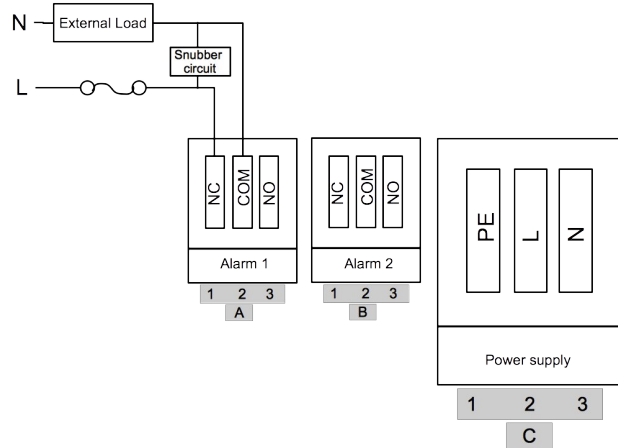 N
External Load
Snubber
circuit
L
NC
COM
NO
Alarm 1
1 2 3
A
NC
COM
NO
Alarm 2
1 2 3
B
PE
L
N
Power supply
1 2 3
C